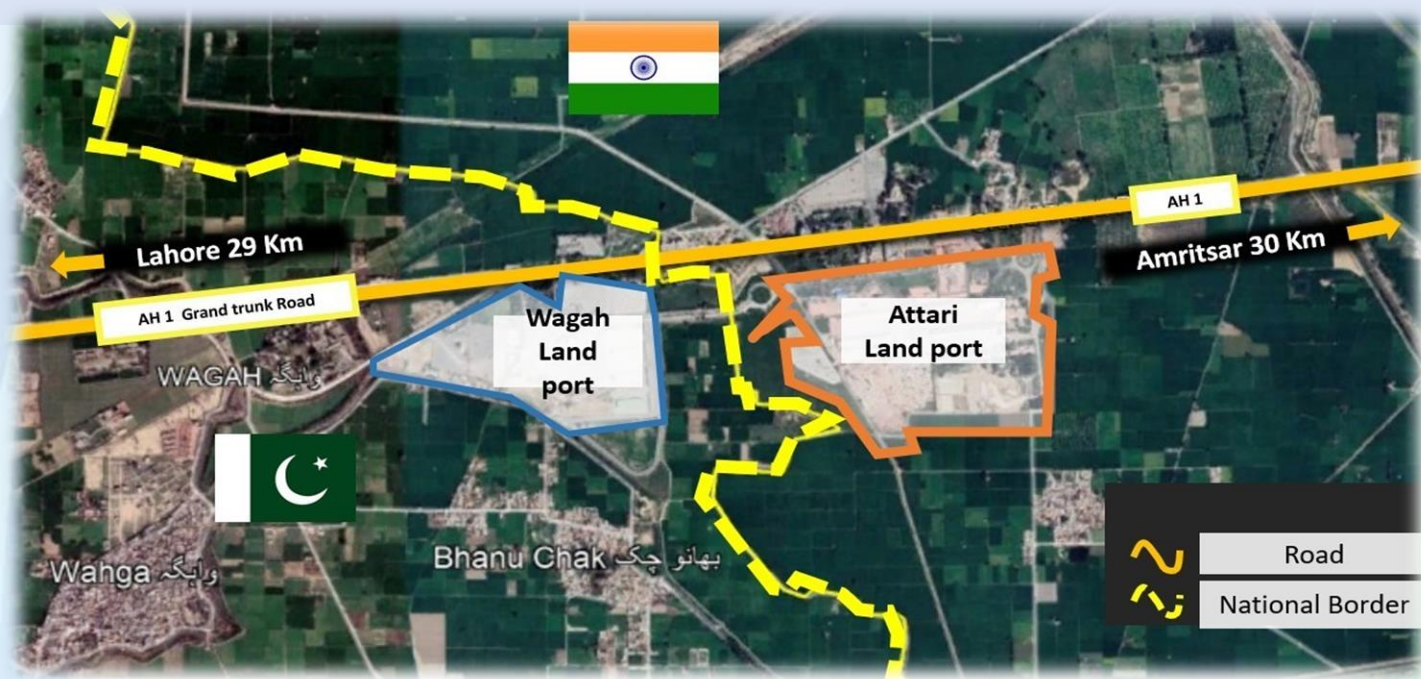 AH 1
Lahore 29 Km
Amritsar 30 Km
AH 1 Grand trunk Road
Wagah
Land
port
Attari
Land port
WAGAH واہگہ
Bhanu Chak بھانو چک
Wahga واہگہ
Road
National Border